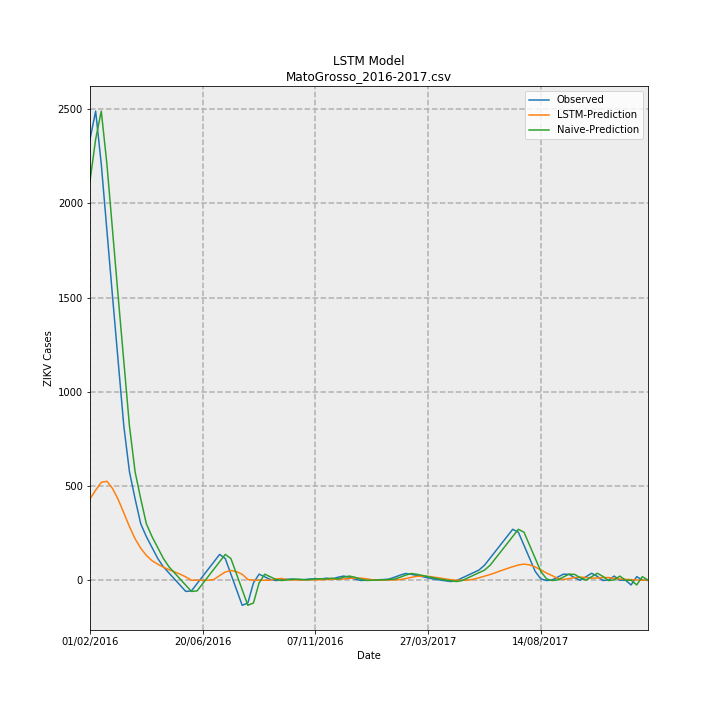 LSTM Model
MatoGrosso_2016-2017.csv
Observed
LSTM-Prediction
Naive-Prediction
2500
2000
1500
1000
500
0
ZIKV Cases
01/02/2016 20/06/2016 07/11/2016 27/03/2017 14/08/2017
Date